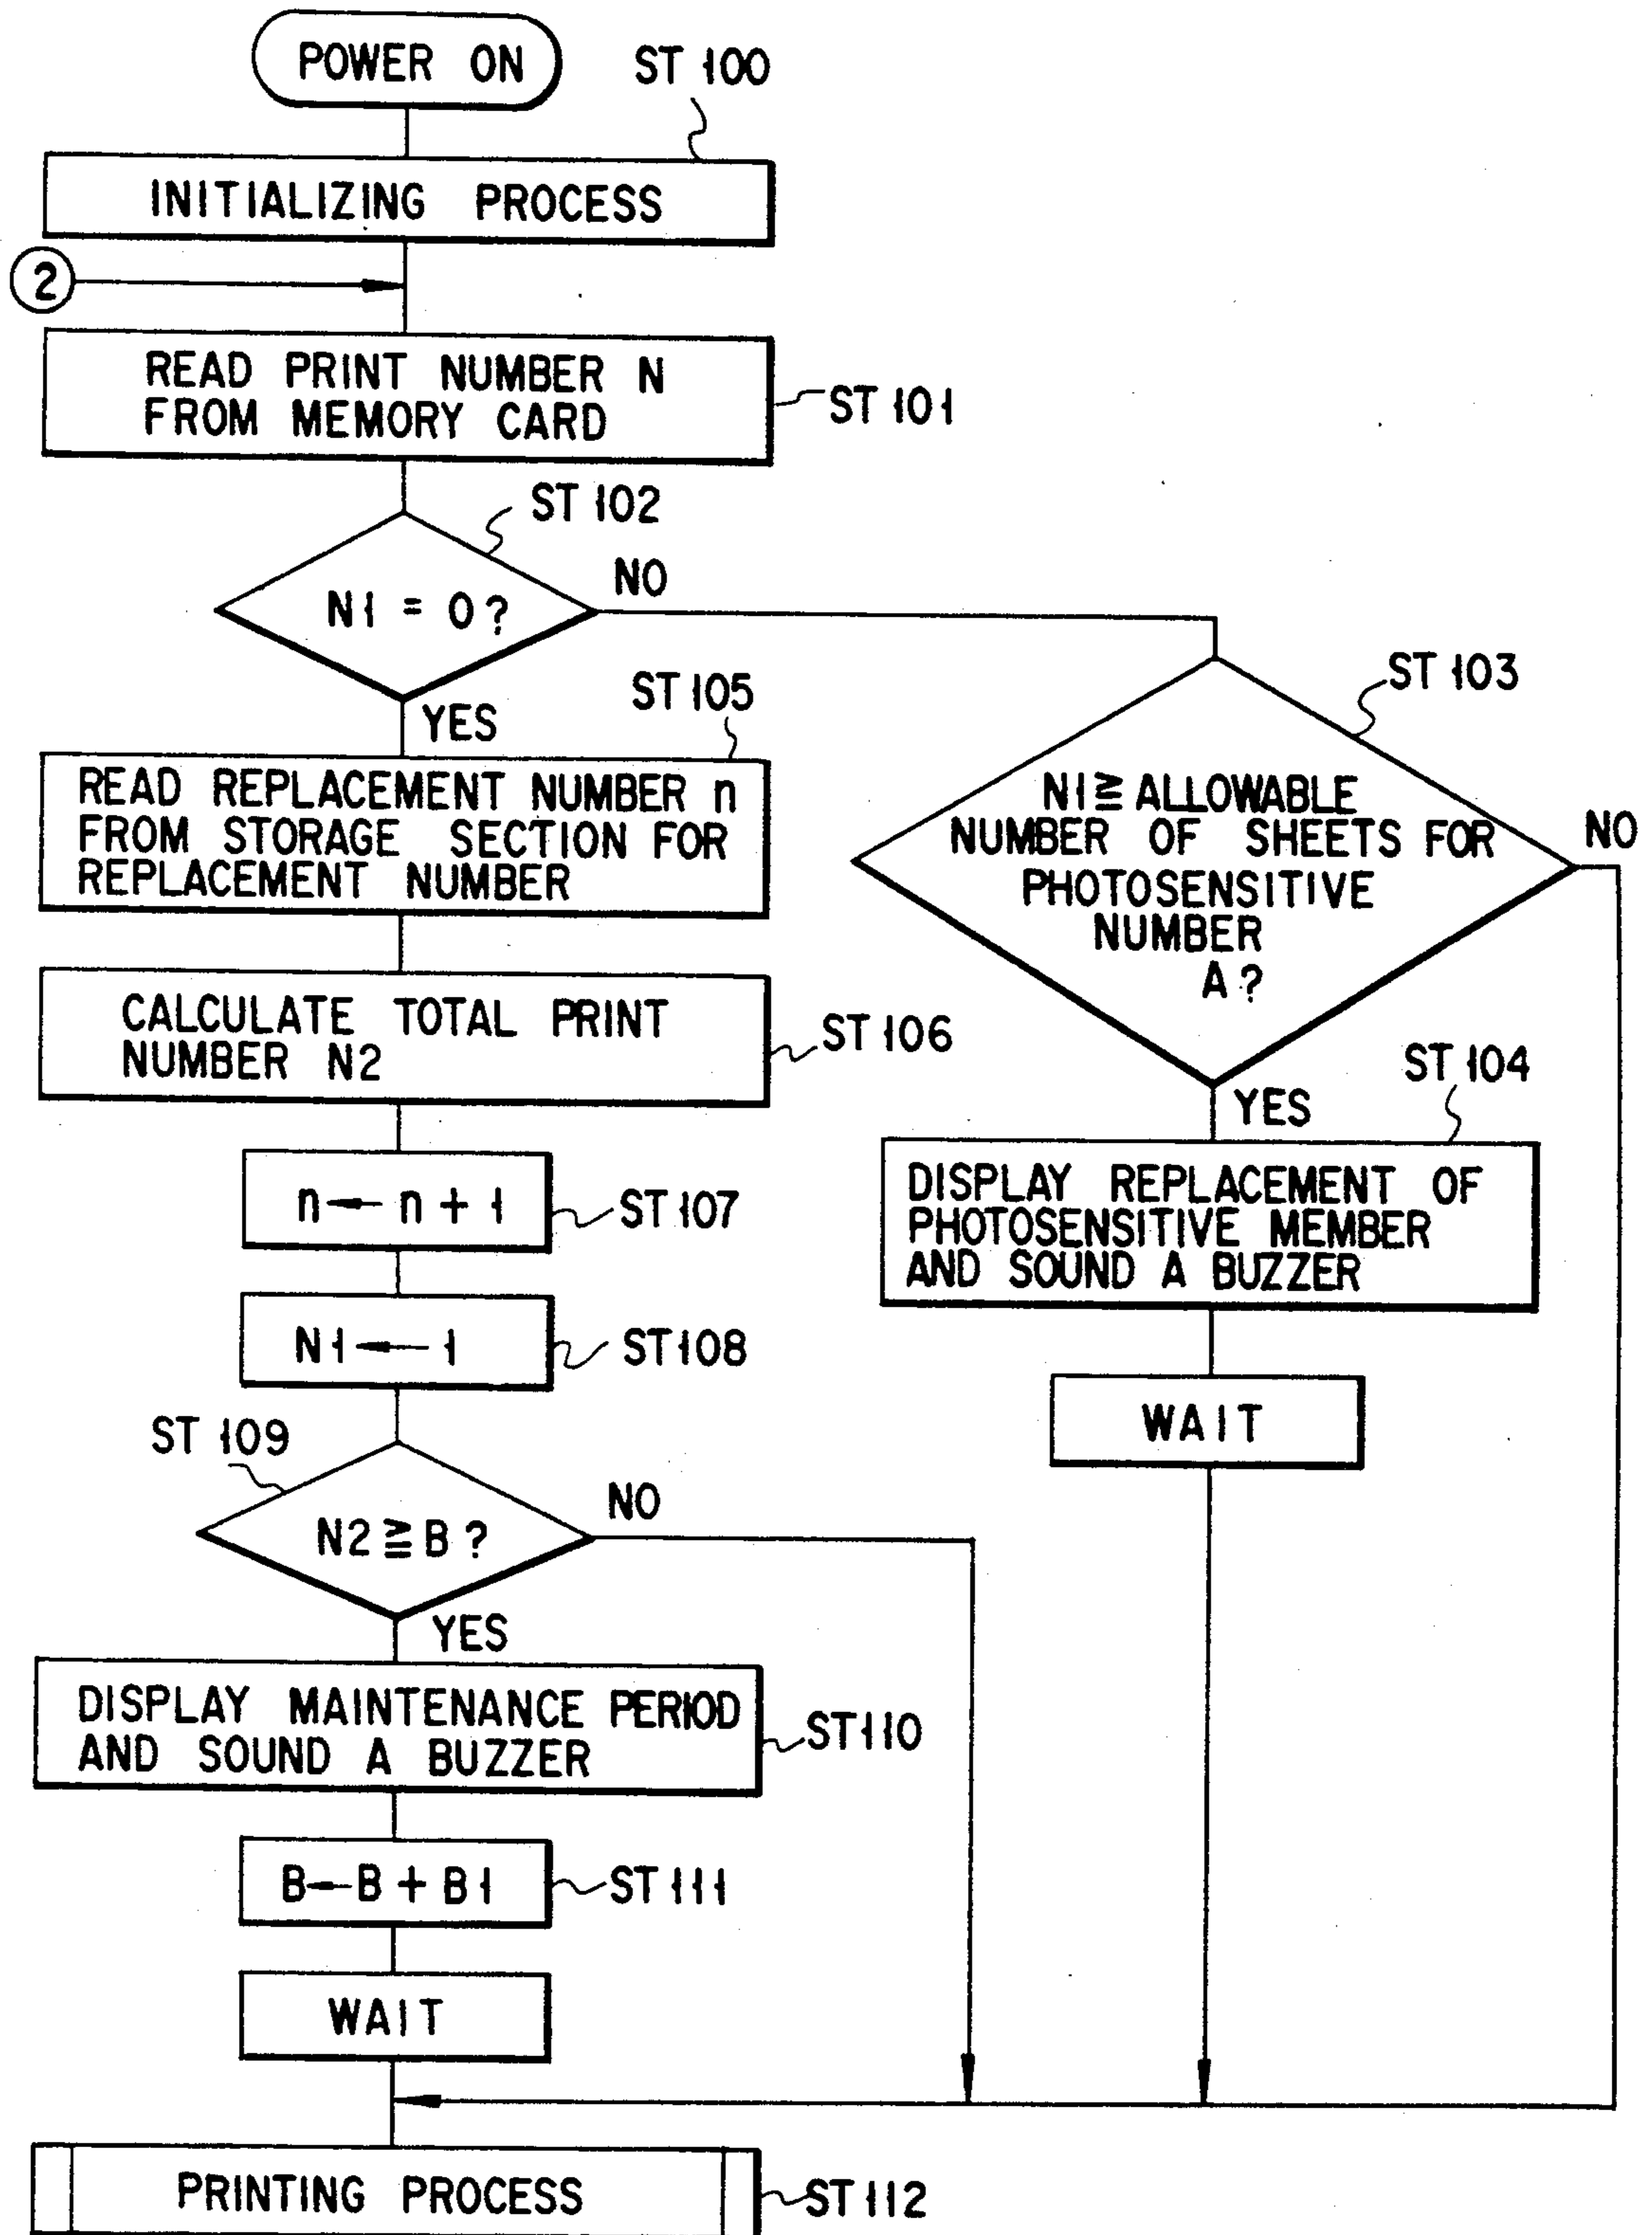 POWER ON
ST 100
INITIALIZING PROCESS
2
READ PRINT NUMBER N
FROM MEMORY CARD
ST 101
ST 102
N1 = 0?
NO
YES
ST 103
N1≧ALLOWABLE
NUMBER OF SHEETS FOR
PHOTOSENSITIVE
NUMBER
A?
NO
YES
ST 104
DISPLAY REPLACEMENT OF
PHOTOSENSITIVE MEMBER
AND SOUND A BUZZER
WAIT
ST 105
READ REPLACEMENT NUMBER n
FROM STORAGE SECTION FOR
REPLACEMENT NUMBER
CALCULATE TOTAL PRINT
NUMBER N2
ST 106
n←n + 1
ST 107
N1←1
ST 108
ST 109
N2≧B?
NO
YES
DISPLAY MAINTENANCE PERIOD
AND SOUND A BUZZER
ST 110
B←B + B1
ST 111
WAIT
PRINTING PROCESS
ST 112